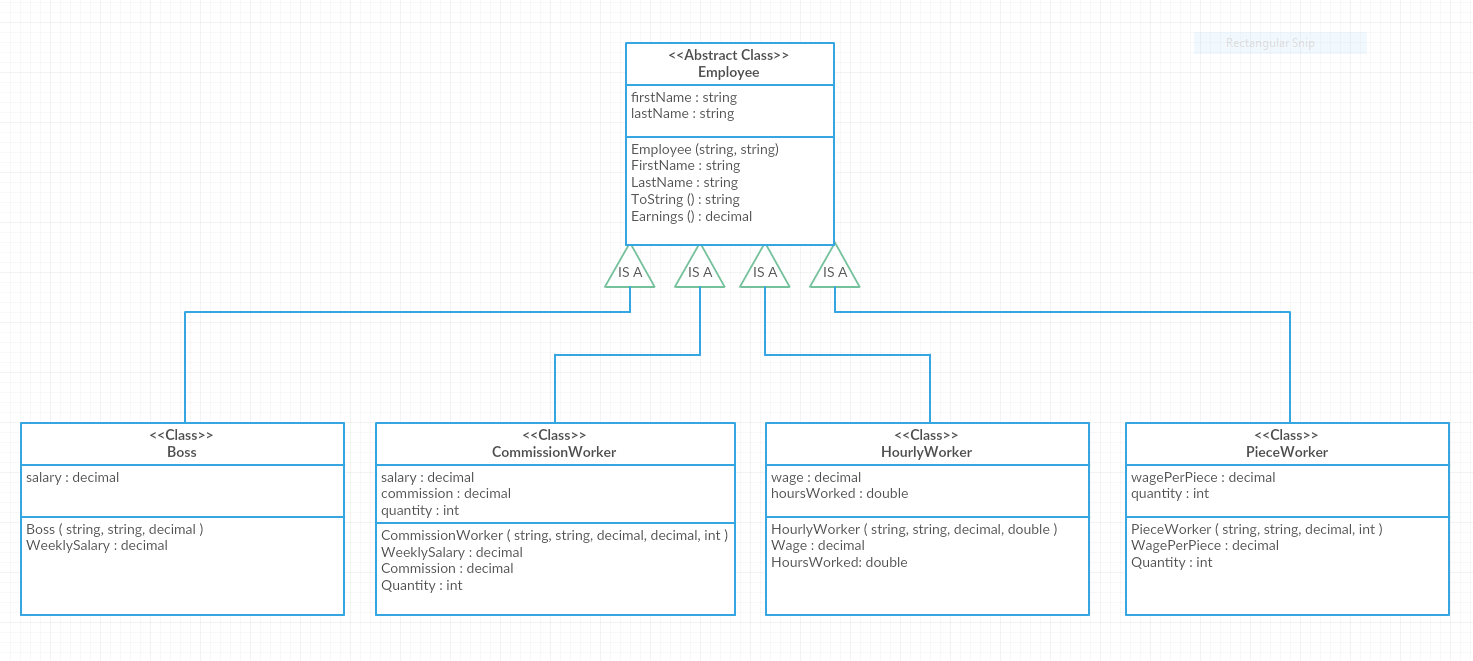 Rectangular Snip
<<Abstract Class>>
Employee
firstName : string
lastName : string
Employee (string, string)
FirstName : string
LastName : string
ToString () : string
Earnings () : decimal
IS A
IS A
IS A
IS A
<<Class>>
Boss
salary : decimal
Boss ( string, string, decimal )
WeeklySalary : decimal
<<Class>>
CommissionWorker
salary : decimal
commission : decimal
quantity : int
CommissionWorker ( string, string, decimal, decimal, int )
WeeklySalary : decimal
Commission : decimal
Quantity : int
<<Class>>
HourlyWorker
wage : decimal
hoursWorked : double
HourlyWorker ( string, string, decimal, double )
Wage : decimal
HoursWorked: double
<<Class>>
PieceWorker
wagePerPiece : decimal
quantity : int
PieceWorker ( string, string, decimal, int )
WagePerPiece : decimal
Quantity : int